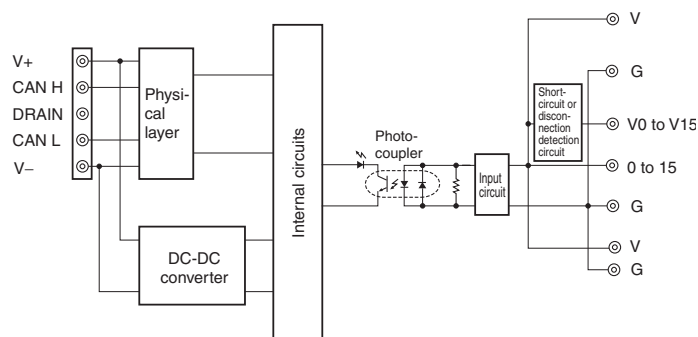 V+
CAN H
DRAIN
CAN L
V−
Physi-
cal
layer
DC-DC
converter
Internal circuits
Photo-
coupler
Input
circuit
Short-
circuit or
discon-
nection
detection
circuit
V
G
V0 to V15
0 to 15
G
V
G